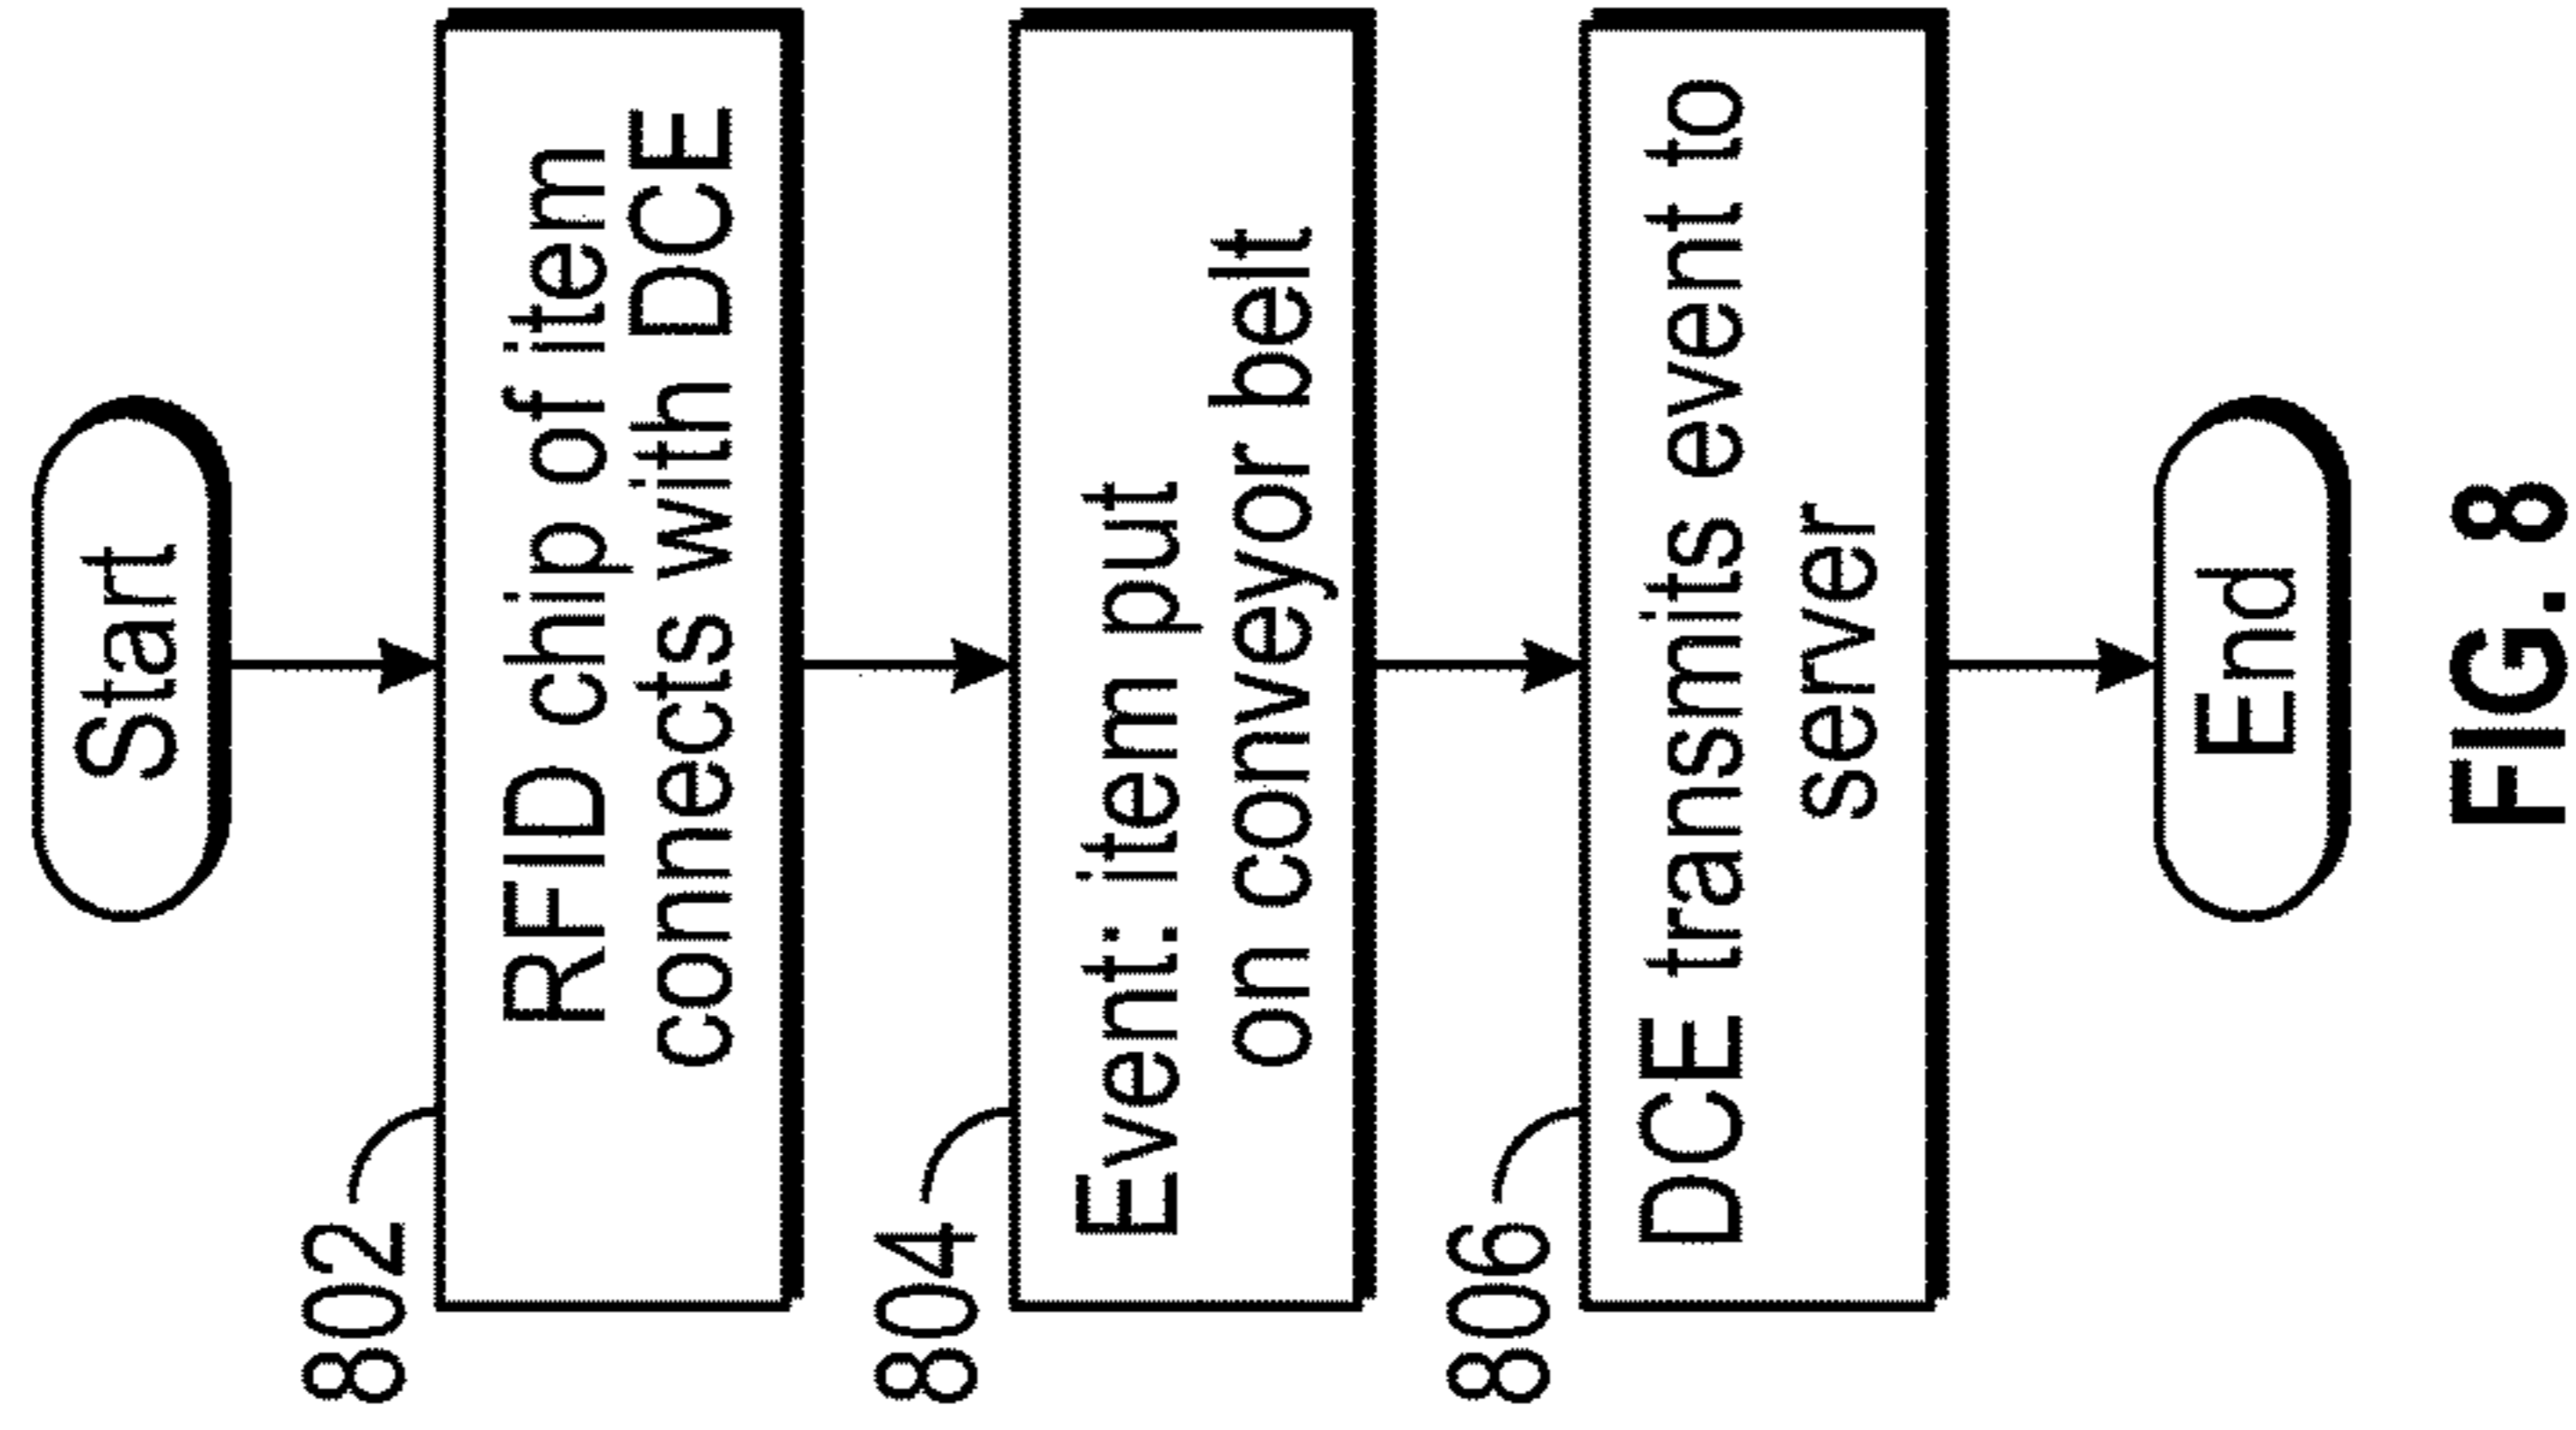 Start
802
RFID chip of item
connects with DCE
804
Event: item put
on conveyor belt
806
DCE transmits event to
server
End
FIG. 8